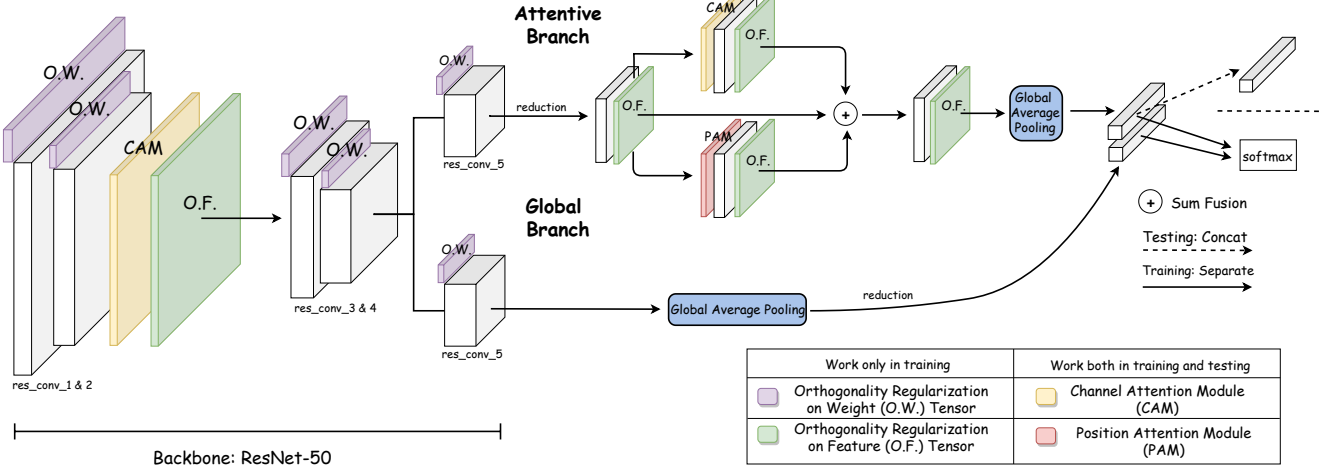 Attentive
Branch
CAM
O.W.
O.F.
O.W.
O.W.
O.W.
reduction
O.F.
O.F.
Global
Average
Pooling
CAM
O.W.
PAM
+
softmax
O.F.
res_conv_5
O.F.
Global
Branch
+ Sum Fusion
O.W.
Testing: Concat
Training: Separate
res_conv_3 & 4
Global Average Pooling
reduction
res_conv_5
res_conv_1 & 2
Work only in training
Work both in training and testing
Orthogonality Regularization
on Weight (O.W.) Tensor
Channel Attention Module
(CAM)
Orthogonality Regularization
on Feature (O.F.) Tensor
Position Attention Module
(PAM)
Backbone: ResNet-50